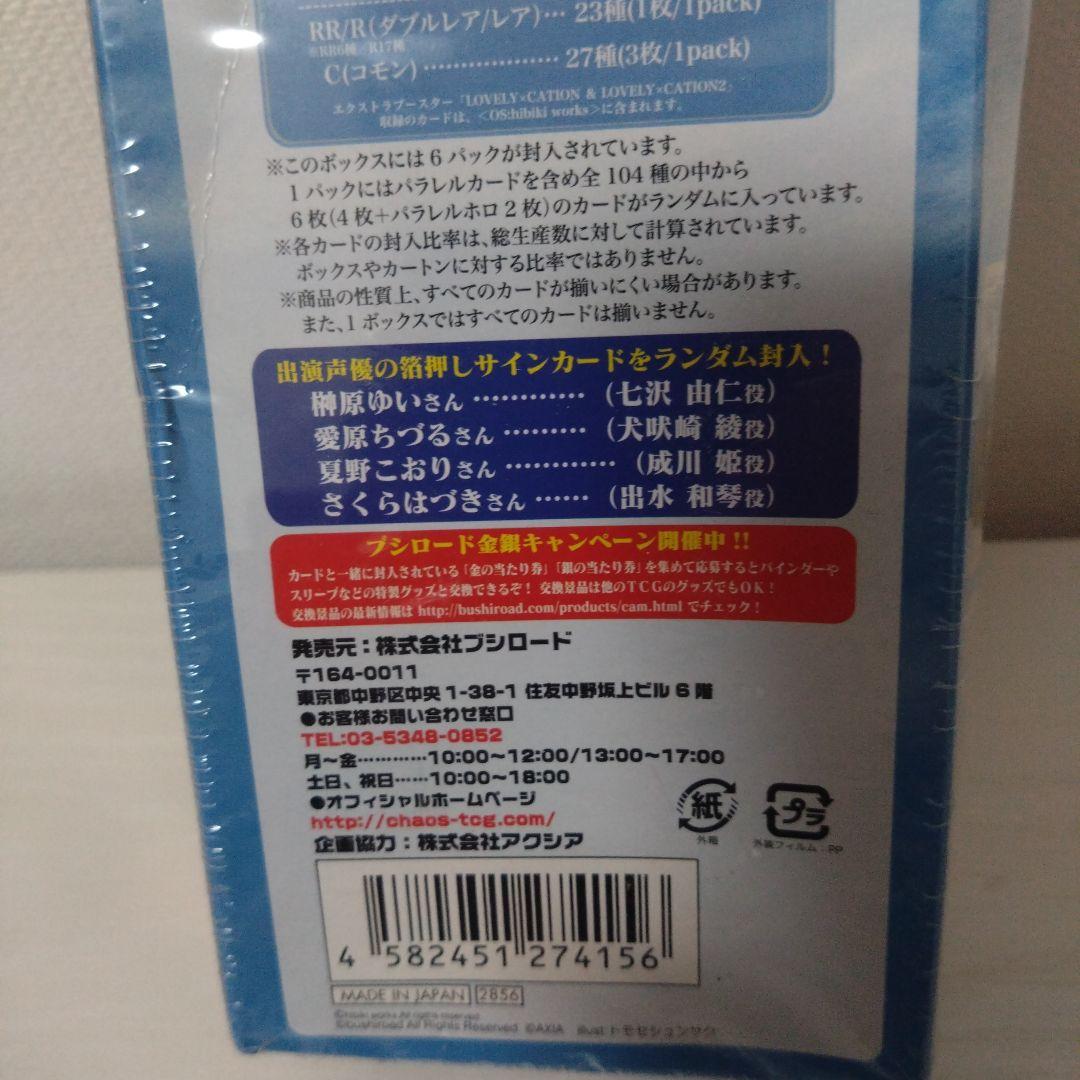 RR/R(ダブルレア/レア)… 23種(1枚/1pack)
※RR6種/R17種
C(コモン)……………… 27種(3枚/1pack)
エクストラブースター「LOVELY×CATION & LOVELY×CATION2」
収録のカードは、<OS:hibiki works>に含まれます。
※このボックスには6パックが封入されています。
1パックにはパラレルカードを含め全104種の中から
6枚(4枚+パラレルホロ2枚)のカードがランダムに入っています。
※各カードの封入比率は、総生産数に対して計算されています。
ボックスやカートンに対する比率ではありません。
※商品の性質上、すべてのカードが揃いにくい場合があります。
また、1ボックスではすべてのカードは揃いません。
出演声優の箔押しサインカードをランダム封入!
榊原ゆいさん…………(七沢 由仁役)
愛原ちづるさん………(犬吠崎 綾役)
夏野こおりさん…………(成川 姫役)
さくらはづきさん……(出水 和琴役)
ブシロード金銀キャンペーン開催中!!
カードと一緒に封入されている「金の当たり券」「銀の当たり券」を集めて応募するとバインダーや
スリーブなどの特製グッズと交換できるぞ! 交換景品は他のTCGのグッズでもOK!
交換景品の最新情報は http://bushiroad.com/products/cam.html でチェック!
発売元:株式会社ブシロード
〒164-0011
東京都中野区中央1-38-1 住友中野坂上ビル6階
●お客様お問い合わせ窓口
TEL:03-5348-0852
月~金…………10:00~12:00/13:00~17:00
土日、祝日……10:00~18:00
●オフィシャルホームページ
http://chaos-tcg.com/
企画協力:株式会社アクシア
紙
外箱
プラ
外装フィルム:PP
4 582451 274156
MADE IN JAPAN 2856
©hibiki works All rights reserved.
©bushiroad All Rights Reserved. ©AXIA illust トモセシュンサク